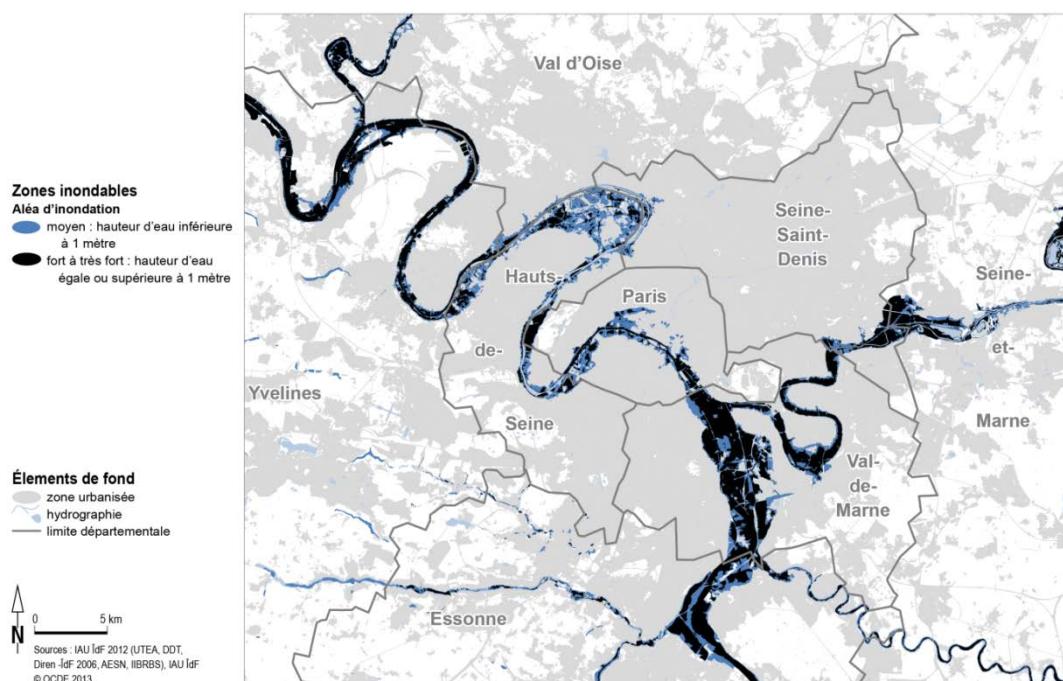 Zones inondables
Aléa d'inondation
moyen : hauteur d'eau inférieure
à 1 mètre
fort à très fort : hauteur d'eau
égale ou supérieure à 1 mètre
Élements de fond
zone urbanisée
hydrographie
limite départementale
N
0 5 km
Sources : IAU ÎdF 2012 (UTEA, DDT,
Diren -ÎdF 2006, AESN, IIBRBS), IAU ÎdF
© OCDE 2013
Val d'Oise
Seine-
Saint-
Denis
Hauts-
Paris
Seine-
de-
et-
Yvelines
Seine
Marne
Val-
de-
Marne
Essonne